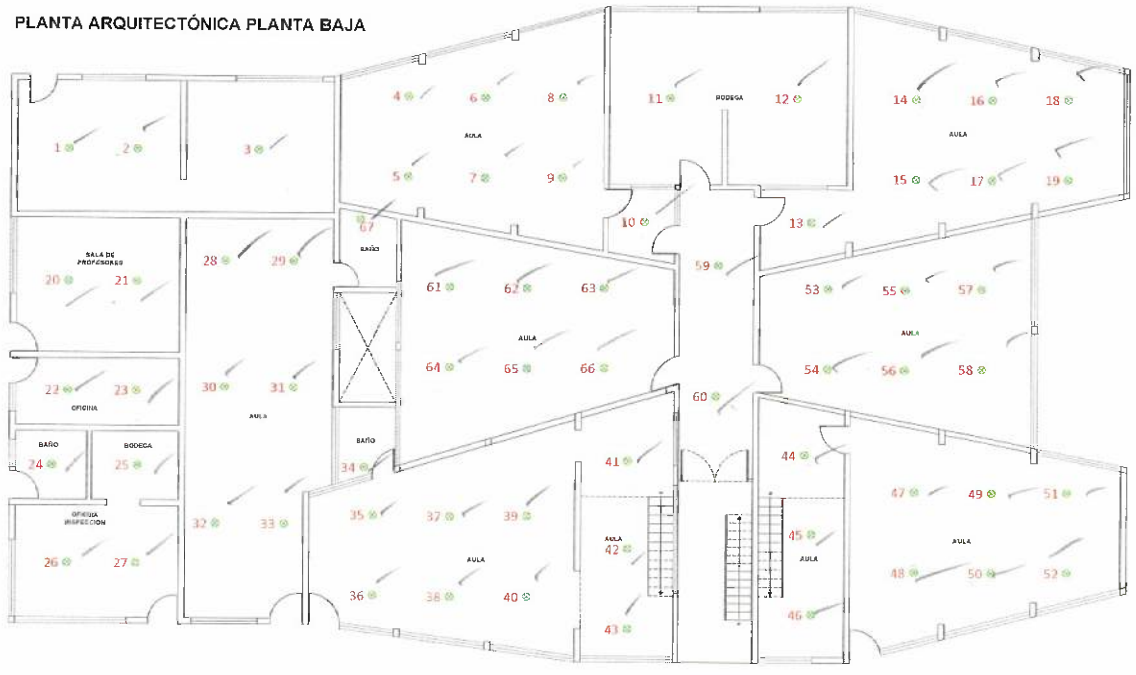 PLANTA ARQUITECTÓNICA PLANTA BAJA
4 6 8
11 BODEGA 12
14 16 18
AULA
AULA
1 2 3
5 7 9
15 17 19
67
10
13
BAÑO
SALA DE
PROFESORES
28 29
59
20 21
61 62 63
53 55 57
AULA
AULA
64 65 66
54 56 58
22 23
30 31
60
OFICINA
AULA
BAÑO
BODEGA
BAÑO
24 25
34
41
44
47 49 51
OFICINA
INSPECCION
32 33
35 37 39
AULA
42
45
AULA
AULA
26 27
AULA
48 50 52
36 38 40
43
46